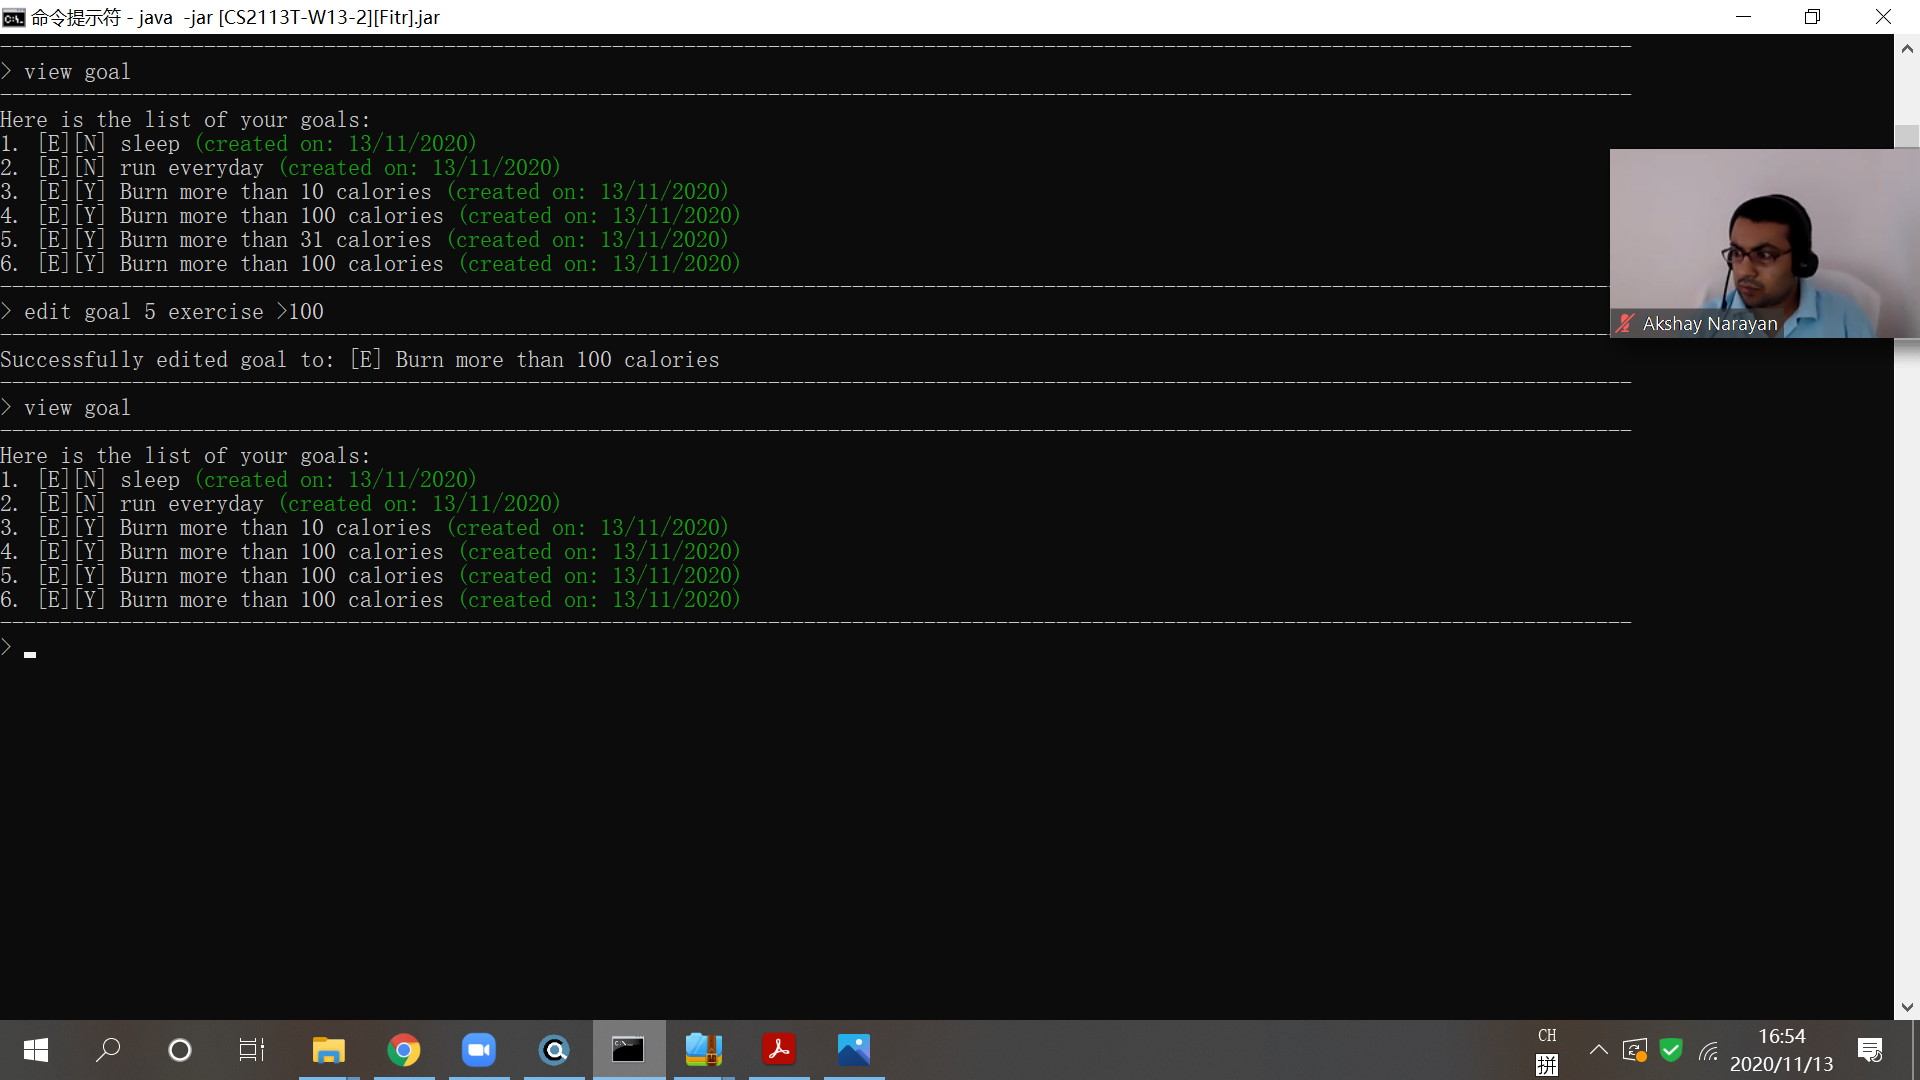 命令提示符 - java  -jar [CS2113T-W13-2][Fitr].jar
> view goal
Here is the list of your goals:
1. [E][N] sleep (created on: 13/11/2020)
2. [E][N] run everyday (created on: 13/11/2020)
3. [E][Y] Burn more than 10 calories (created on: 13/11/2020)
4. [E][Y] Burn more than 100 calories (created on: 13/11/2020)
5. [E][Y] Burn more than 31 calories (created on: 13/11/2020)
6. [E][Y] Burn more than 100 calories (created on: 13/11/2020)
> edit goal 5 exercise >100
Akshay Narayan
Successfully edited goal to: [E] Burn more than 100 calories
> view goal
Here is the list of your goals:
1. [E][N] sleep (created on: 13/11/2020)
2. [E][N] run everyday (created on: 13/11/2020)
3. [E][Y] Burn more than 10 calories (created on: 13/11/2020)
4. [E][Y] Burn more than 100 calories (created on: 13/11/2020)
5. [E][Y] Burn more than 100 calories (created on: 13/11/2020)
6. [E][Y] Burn more than 100 calories (created on: 13/11/2020)
>
CH
拼
16:54
2020/11/13